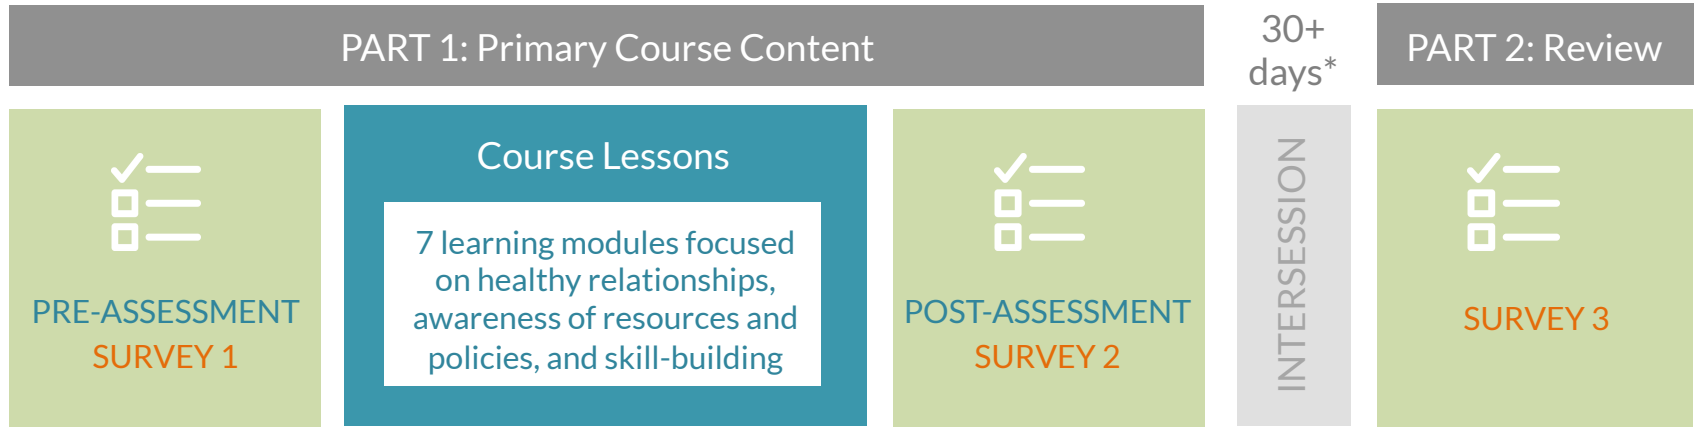 PART 1: Primary Course Content
30+
days*
PART 2: Review
PRE-ASSESSMENT
SURVEY 1
Course Lessons
7 learning modules focused
on healthy relationships,
awareness of resources and
policies, and skill-building
POST-ASSESSMENT
SURVEY 2
INTERSESSION
SURVEY 3